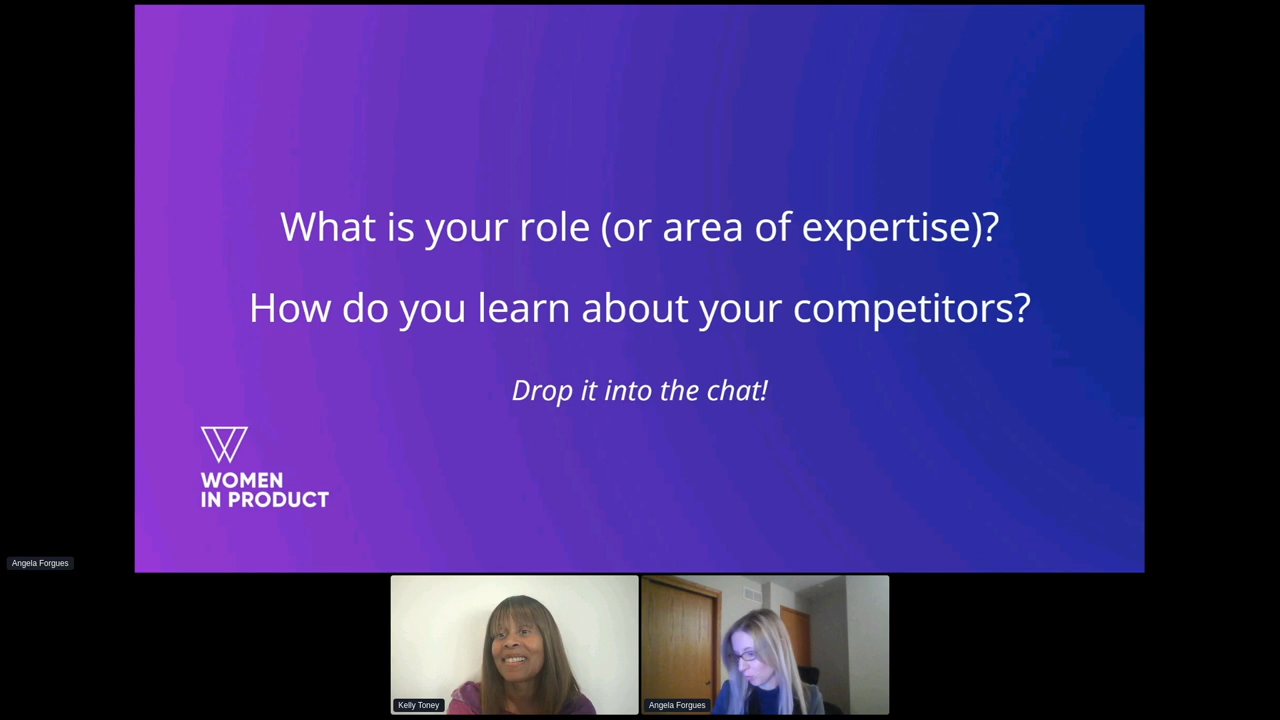 What is your role (or area of expertise)?
How do you learn about your competitors?
Drop it into the chat!
WOMEN
IN PRODUCT
Angela Forgues
Kelly Toney
Angela Forgues